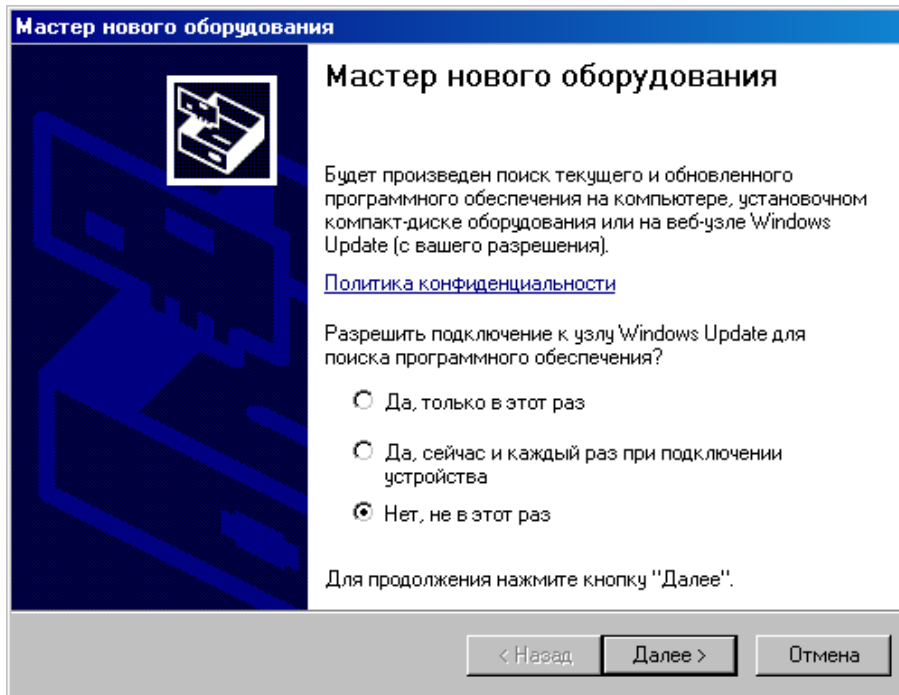 Мастер нового оборудования
Мастер нового оборудования
Будет произведен поиск текущего и обновленного
программного обеспечения на компьютере, установочном
компакт-диске оборудования или на веб-узле Windows
Update (с вашего разрешения).
Политика конфиденциальности
Разрешить подключение к узлу Windows Update для
поиска программного обеспечения?
Да, только в этот раз
Да, сейчас и каждый раз при подключении
устройства
Нет, не в этот раз
Для продолжения нажмите кнопку "Далее".
< Назад
Далее >
Отмена